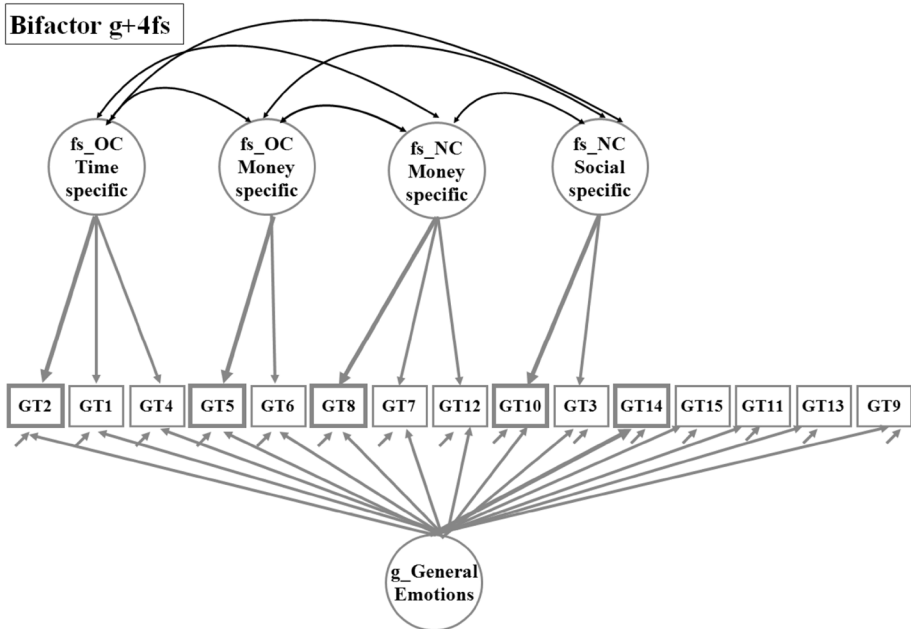 Bifactor g+4fs
fs_OC
Time
specific
fs_OC
Money
specific
fs_NC
Money
specific
fs_NC
Social
specific
GT2
GT1
GT4
GT5
GT6
GT8
GT7
GT12
GT10
GT3
GT14
GT15
GT11
GT13
GT9
g_General
Emotions